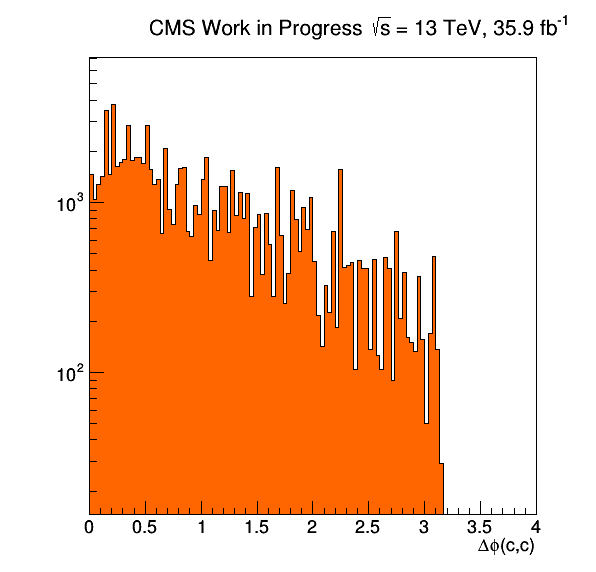 CMS Work in Progress √s = 13 TeV, 35.9 fb⁻¹
10³
10²
0 0.5 1 1.5 2 2.5 3 3.5 4
Δϕ(c,c)